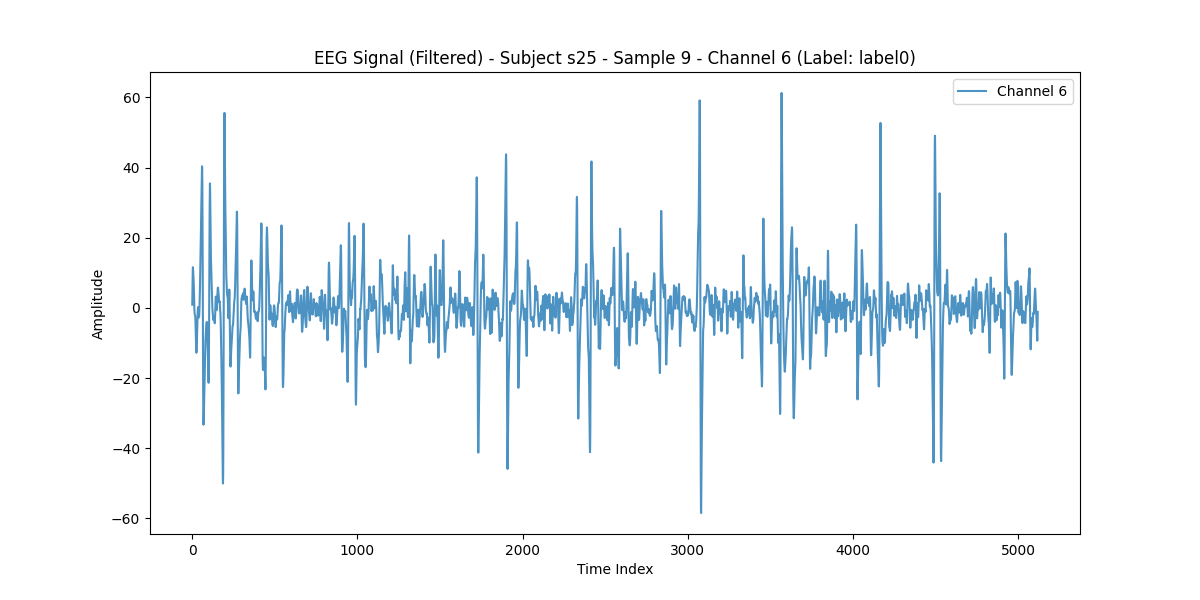 EEG Signal (Filtered) - Subject s25 - Sample 9 - Channel 6 (Label: label0)
Channel 6
60
40
20
0
−20
−40
−60
Amplitude
0 1000 2000 3000 4000 5000
Time Index